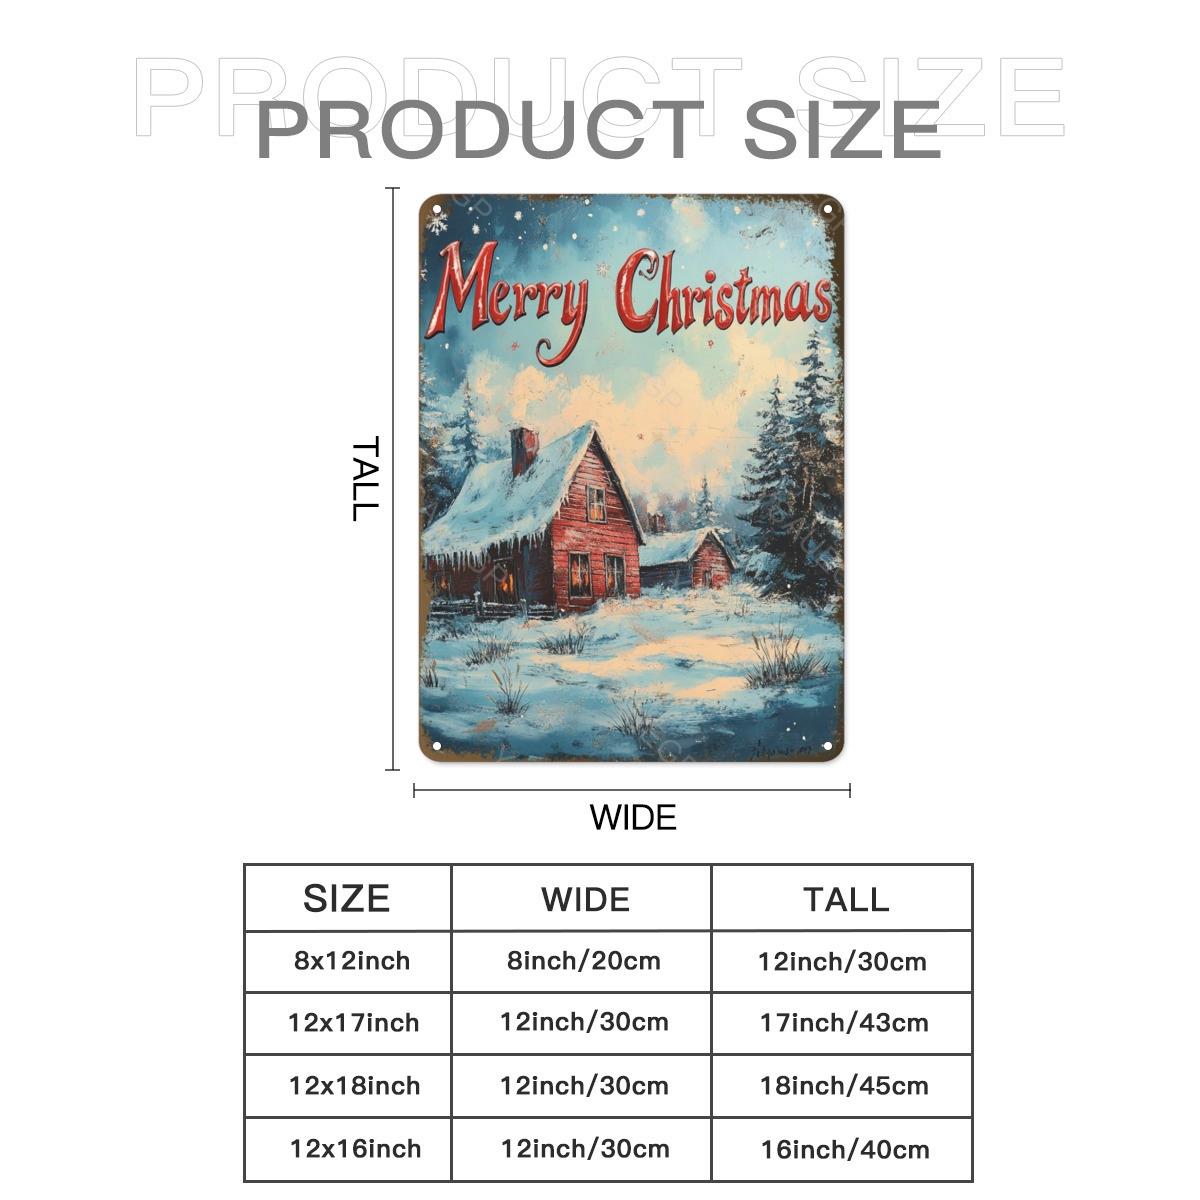 PRODUCT SIZE
PRODUCT SIZE
Merry Christmas
TALL
WIDE
SIZE WIDE TALL
8x12inch 8inch/20cm 12inch/30cm
12x17inch 12inch/30cm 17inch/43cm
12x18inch 12inch/30cm 18inch/45cm
12x16inch 12inch/30cm 16inch/40cm